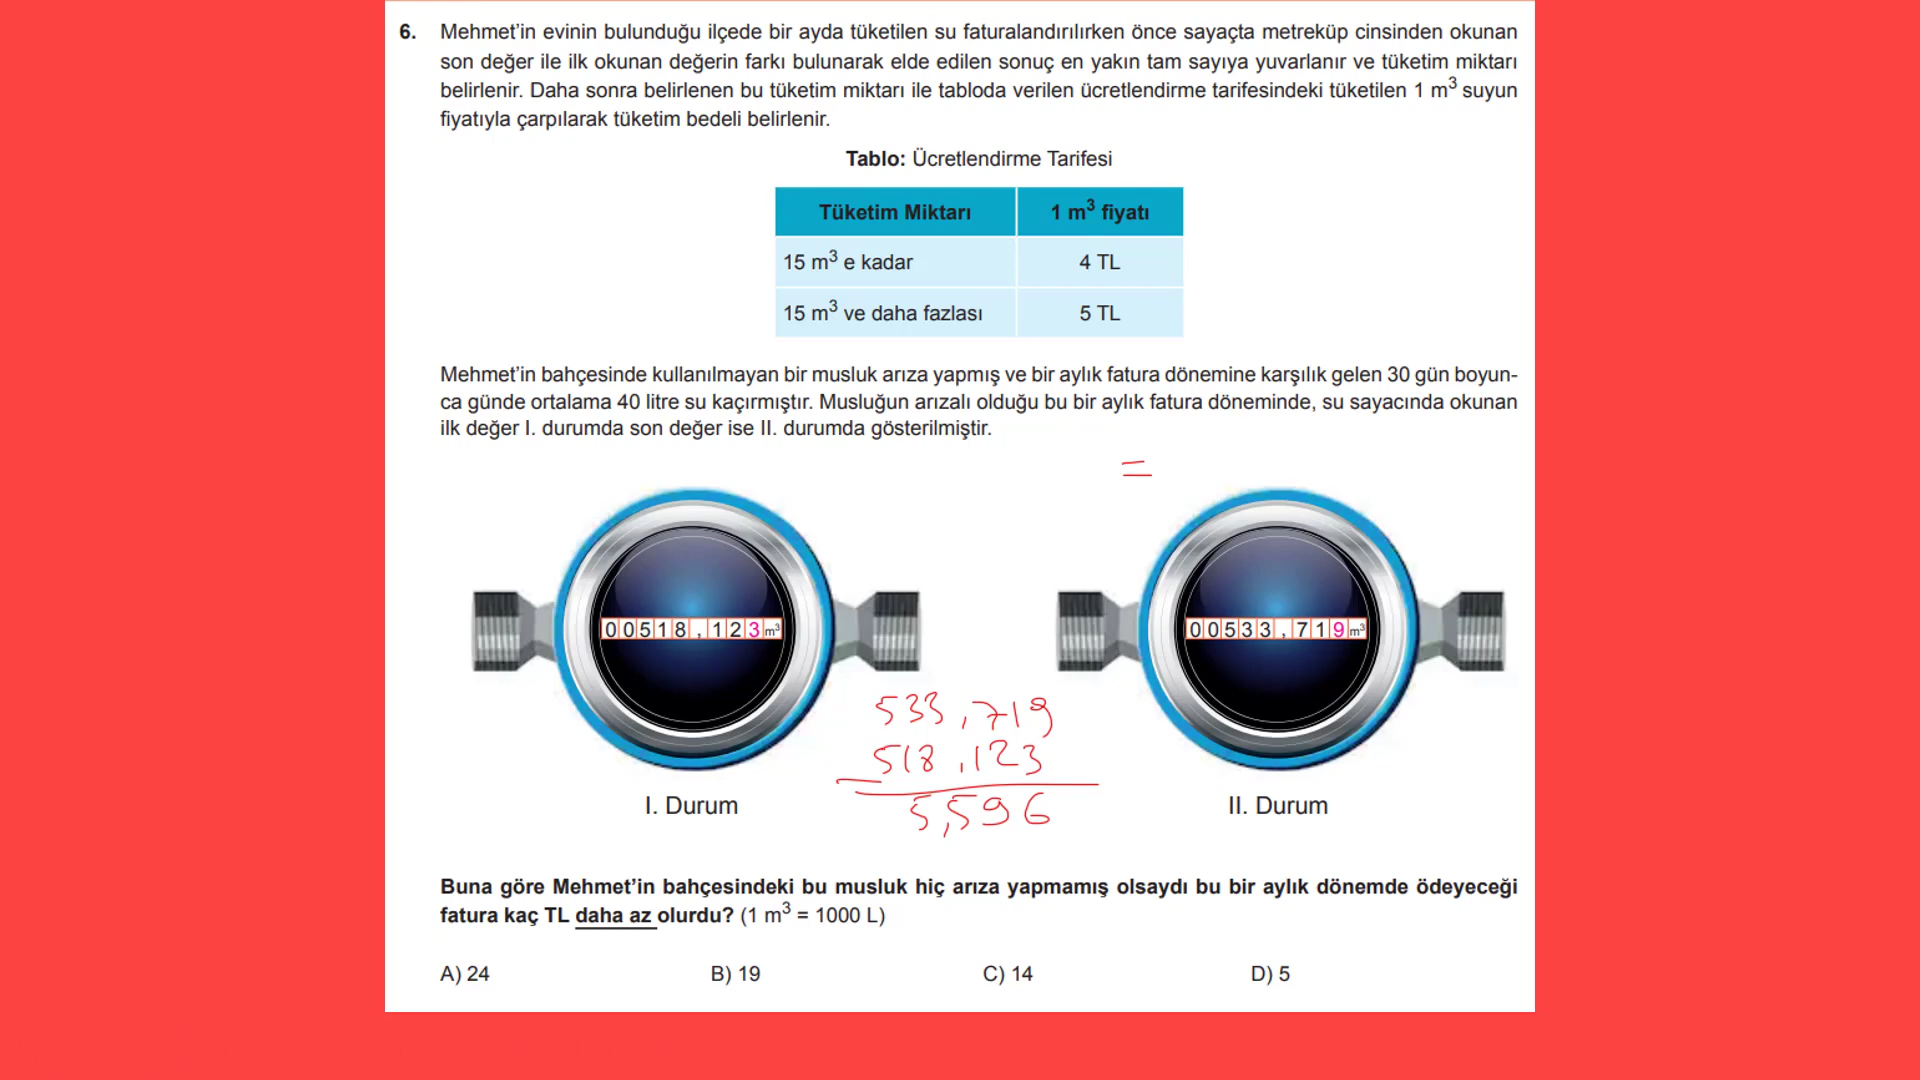 6. Mehmet'in evinin bulunduğu ilçede bir ayda tüketilen su faturalandırılırken önce sayaçta metreküp cinsinden okunan
son değer ile ilk okunan değerin farkı bulunarak elde edilen sonuç en yakın tam sayıya yuvarlanır ve tüketim miktarı
belirlenir. Daha sonra belirlenen bu tüketim miktarı ile tabloda verilen ücretlendirme tarifesindeki tüketilen 1 m³ suyun
fiyatıyla çarpılarak tüketim bedeli belirlenir.
Tablo: Ücretlendirme Tarifesi
Tüketim Miktarı 1 m³ fiyatı
15 m³ e kadar 4 TL
15 m³ ve daha fazlası 5 TL
Mehmet'in bahçesinde kullanılmayan bir musluk arıza yapmış ve bir aylık fatura dönemine karşılık gelen 30 gün boyun-
ca günde ortalama 40 litre su kaçırmıştır. Musluğun arızalı olduğu bu bir aylık fatura döneminde, su sayacında okunan
ilk değer I. durumda son değer ise II. durumda gösterilmiştir.
=
00518,123 m³ 00533,719 m³
533,719
518,123
5,596
I. Durum II. Durum
Buna göre Mehmet'in bahçesindeki bu musluk hiç arıza yapmamış olsaydı bu bir aylık dönemde ödeyeceği
fatura kaç TL daha az olurdu? (1 m³ = 1000 L)
A) 24 B) 19 C) 14 D) 5